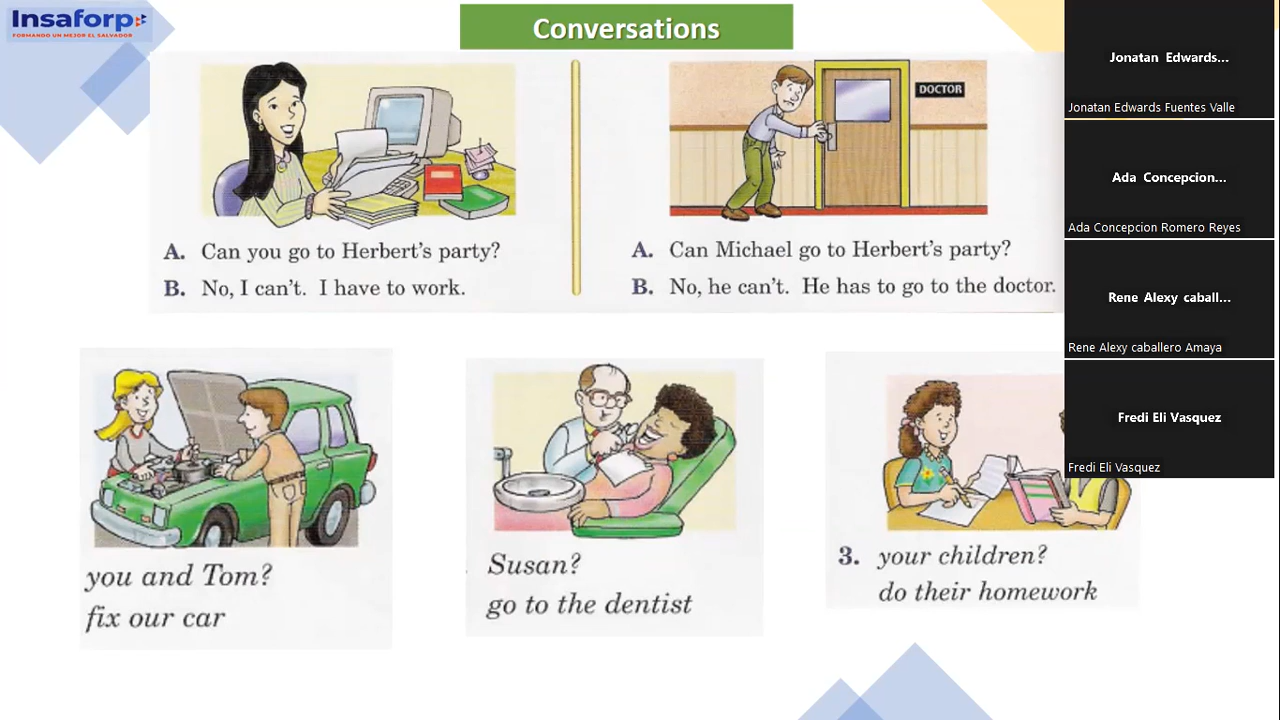 Insaforp
FORMANDO UN MEJOR EL SALVADOR
Conversations
DOCTOR
A. Can you go to Herbert's party?
B. No, I can't. I have to work.
A. Can Michael go to Herbert's party?
B. No, he can't. He has to go to the doctor.
you and Tom?
fix our car
Susan?
go to the dentist
3. your children?
do their homework
Jonatan Edwards...
Jonatan Edwards Fuentes Valle
Ada Concepcion...
Ada Concepcion Romero Reyes
Rene Alexy caball...
Rene Alexy caballero Amaya
Fredi Eli Vasquez
Fredi Eli Vasquez